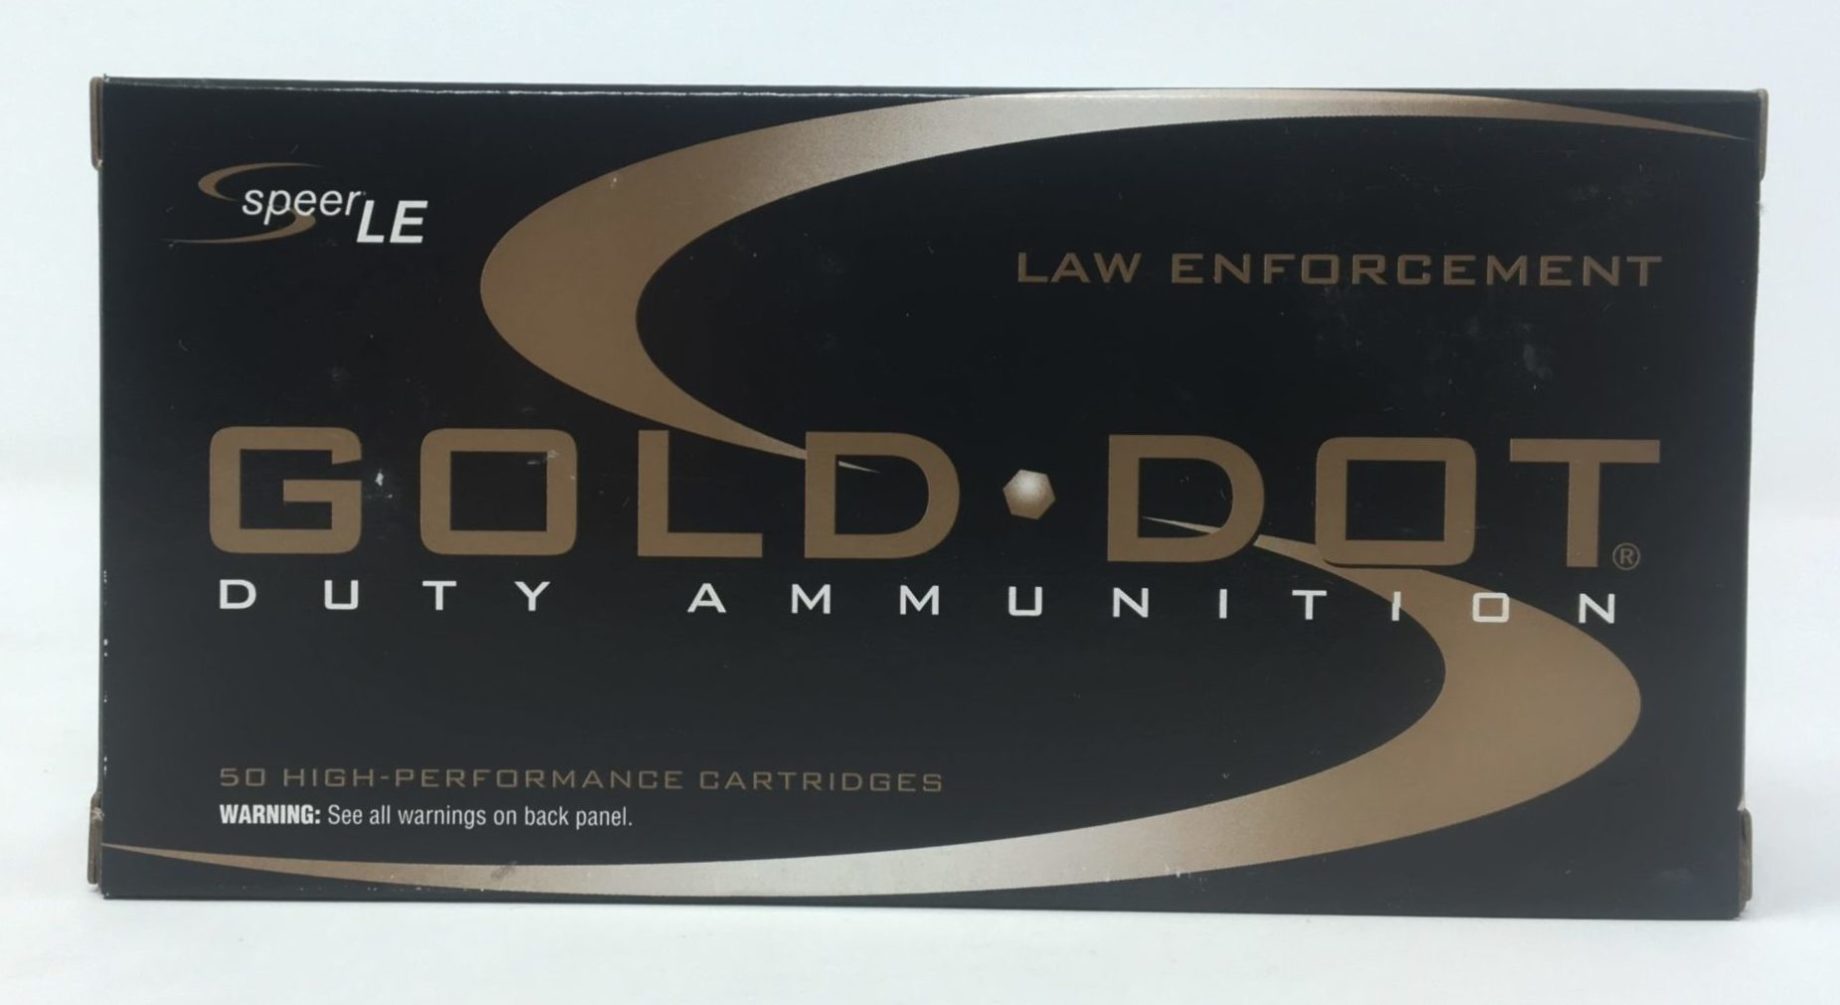 speer LE
LAW ENFORCEMENT
GOLD DOT®
DUTY AMMUNITION
50 HIGH-PERFORMANCE CARTRIDGES
WARNING: See all warnings on back panel.